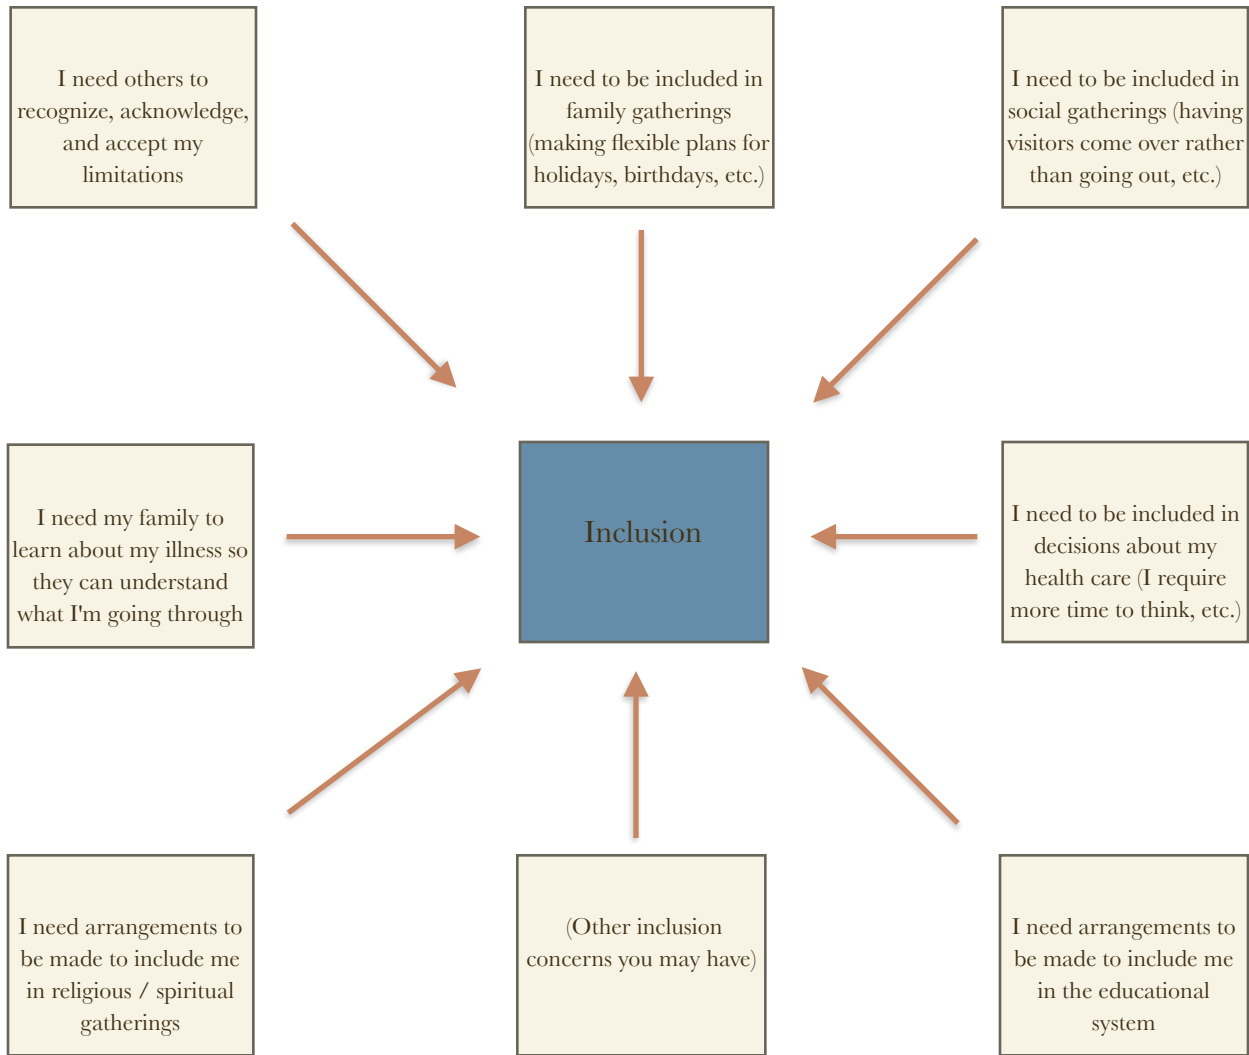 I need others to
recognize, acknowledge,
and accept my
limitations
I need to be included in
family gatherings
(making flexible plans for
holidays, birthdays, etc.)
I need to be included in
social gatherings (having
visitors come over rather
than going out, etc.)
I need my family to
learn about my illness so
they can understand
what I'm going through
Inclusion
I need to be included in
decisions about my
health care (I require
more time to think, etc.)
I need arrangements to
be made to include me
in religious / spiritual
gatherings
(Other inclusion
concerns you may have)
I need arrangements to
be made to include me
in the educational
system